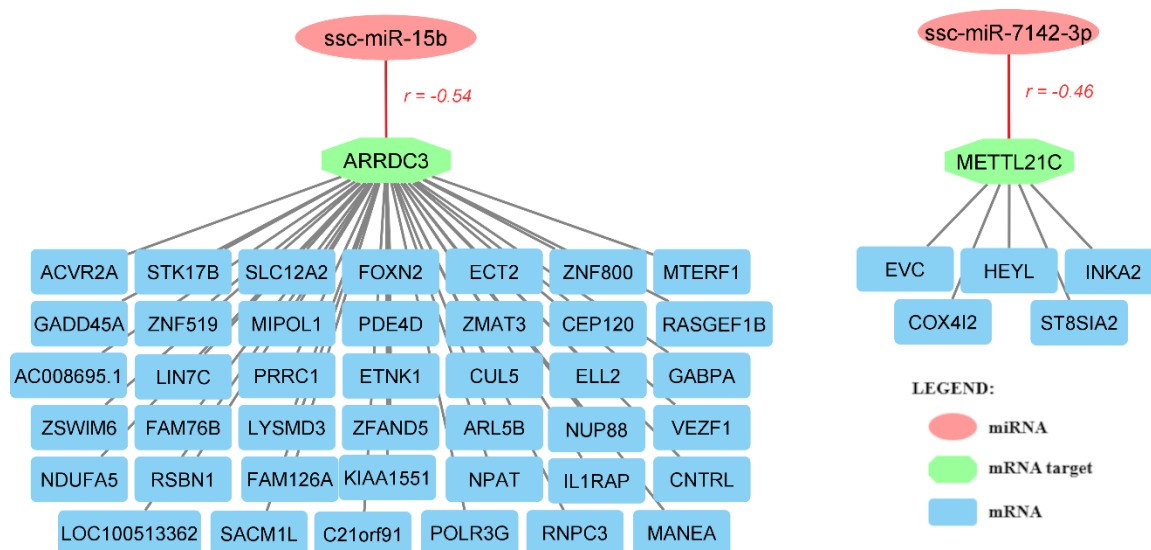 ssc-miR-15b
r = -0.54
ARRDC3
ACVR2A STK17B SLC12A2 FOXN2 ECT2 ZNF800 MTERF1
GADD45A ZNF519 MIPOL1 PDE4D ZMAT3 CEP120 RASGEF1B
AC008695.1 LIN7C PRRC1 ETNK1 CUL5 ELL2 GABPA
ZSWIM6 FAM76B LYSMD3 ZFAND5 ARL5B NUP88 VEZF1
NDUFA5 RSBN1 FAM126A KIAA1551 NPAT IL1RAP CNTRL
LOC100513362 SACM1L C21orf91 POLR3G RNPC3 MANEA
ssc-miR-7142-3p
r = -0.46
METTL21C
EVC HEYL INKA2
COX4I2 ST8SIA2
LEGEND:
miRNA
mRNA target
mRNA